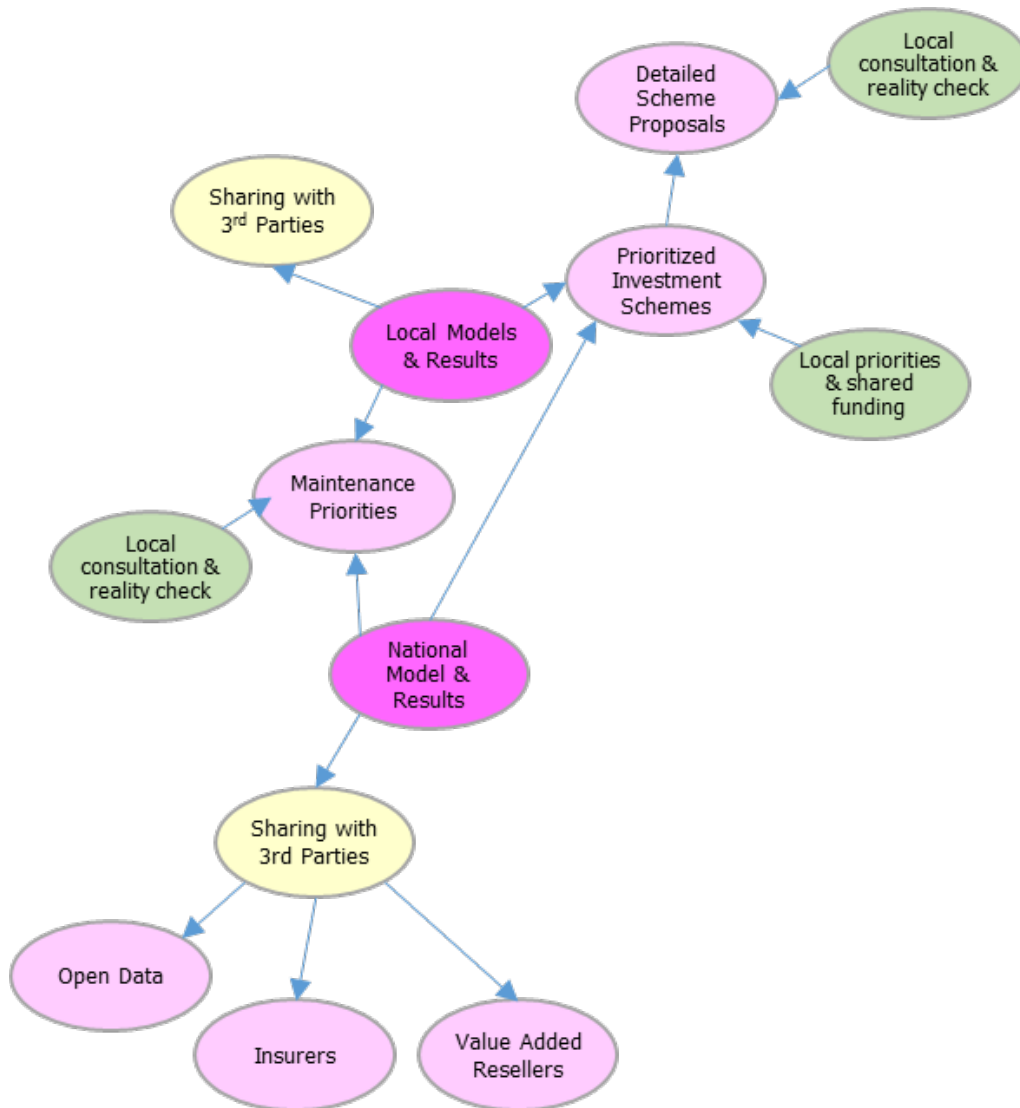 Local
consultation &
reality check
Detailed
Scheme
Proposals
Sharing with
3rd Parties
Prioritized
Investment
Schemes
Local Models
& Results
Local priorities
& shared
funding
Maintenance
Priorities
Local
consultation &
reality check
National
Model &
Results
Sharing with
3rd Parties
Open Data
Insurers
Value Added
Resellers